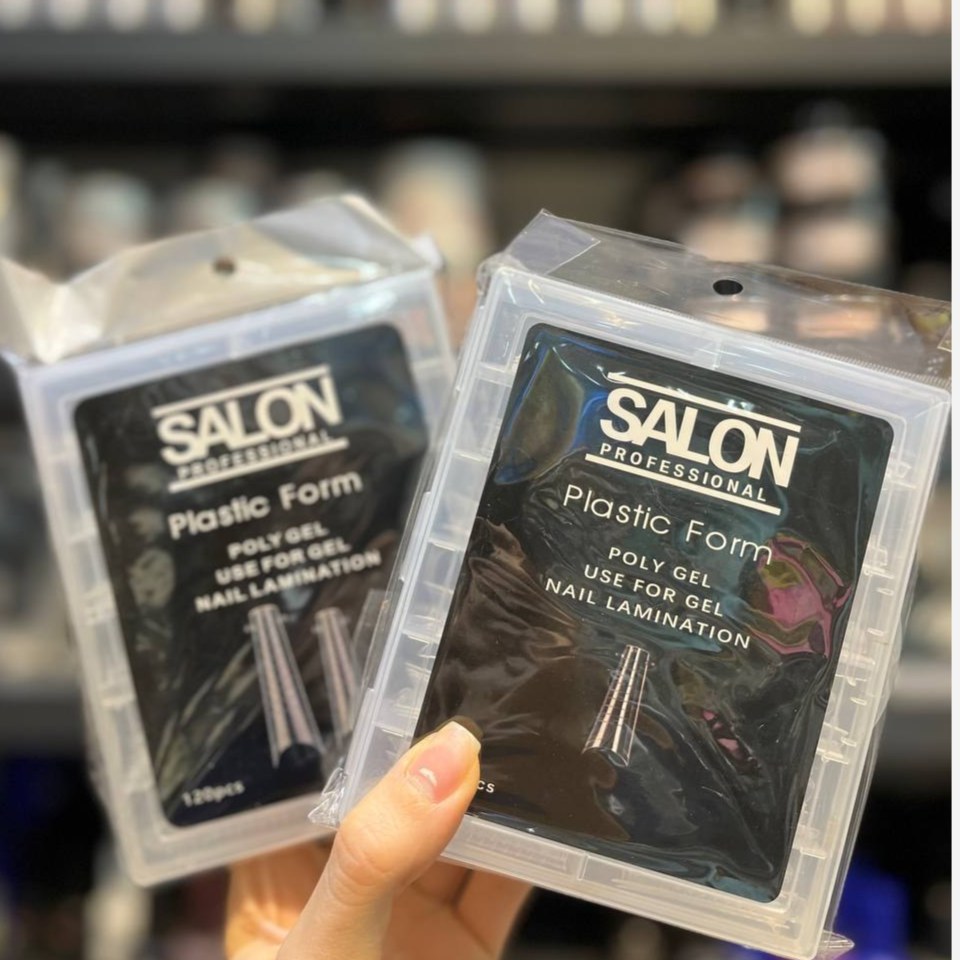 SALON
PROFESSIONAL
Plastic Form
POLY GEL
USE FOR GEL
NAIL LAMINATION
120pcs
SALON
PROFESSIONAL
Plastic Form
POLY GEL
USE FOR GEL
NAIL LAMINATION